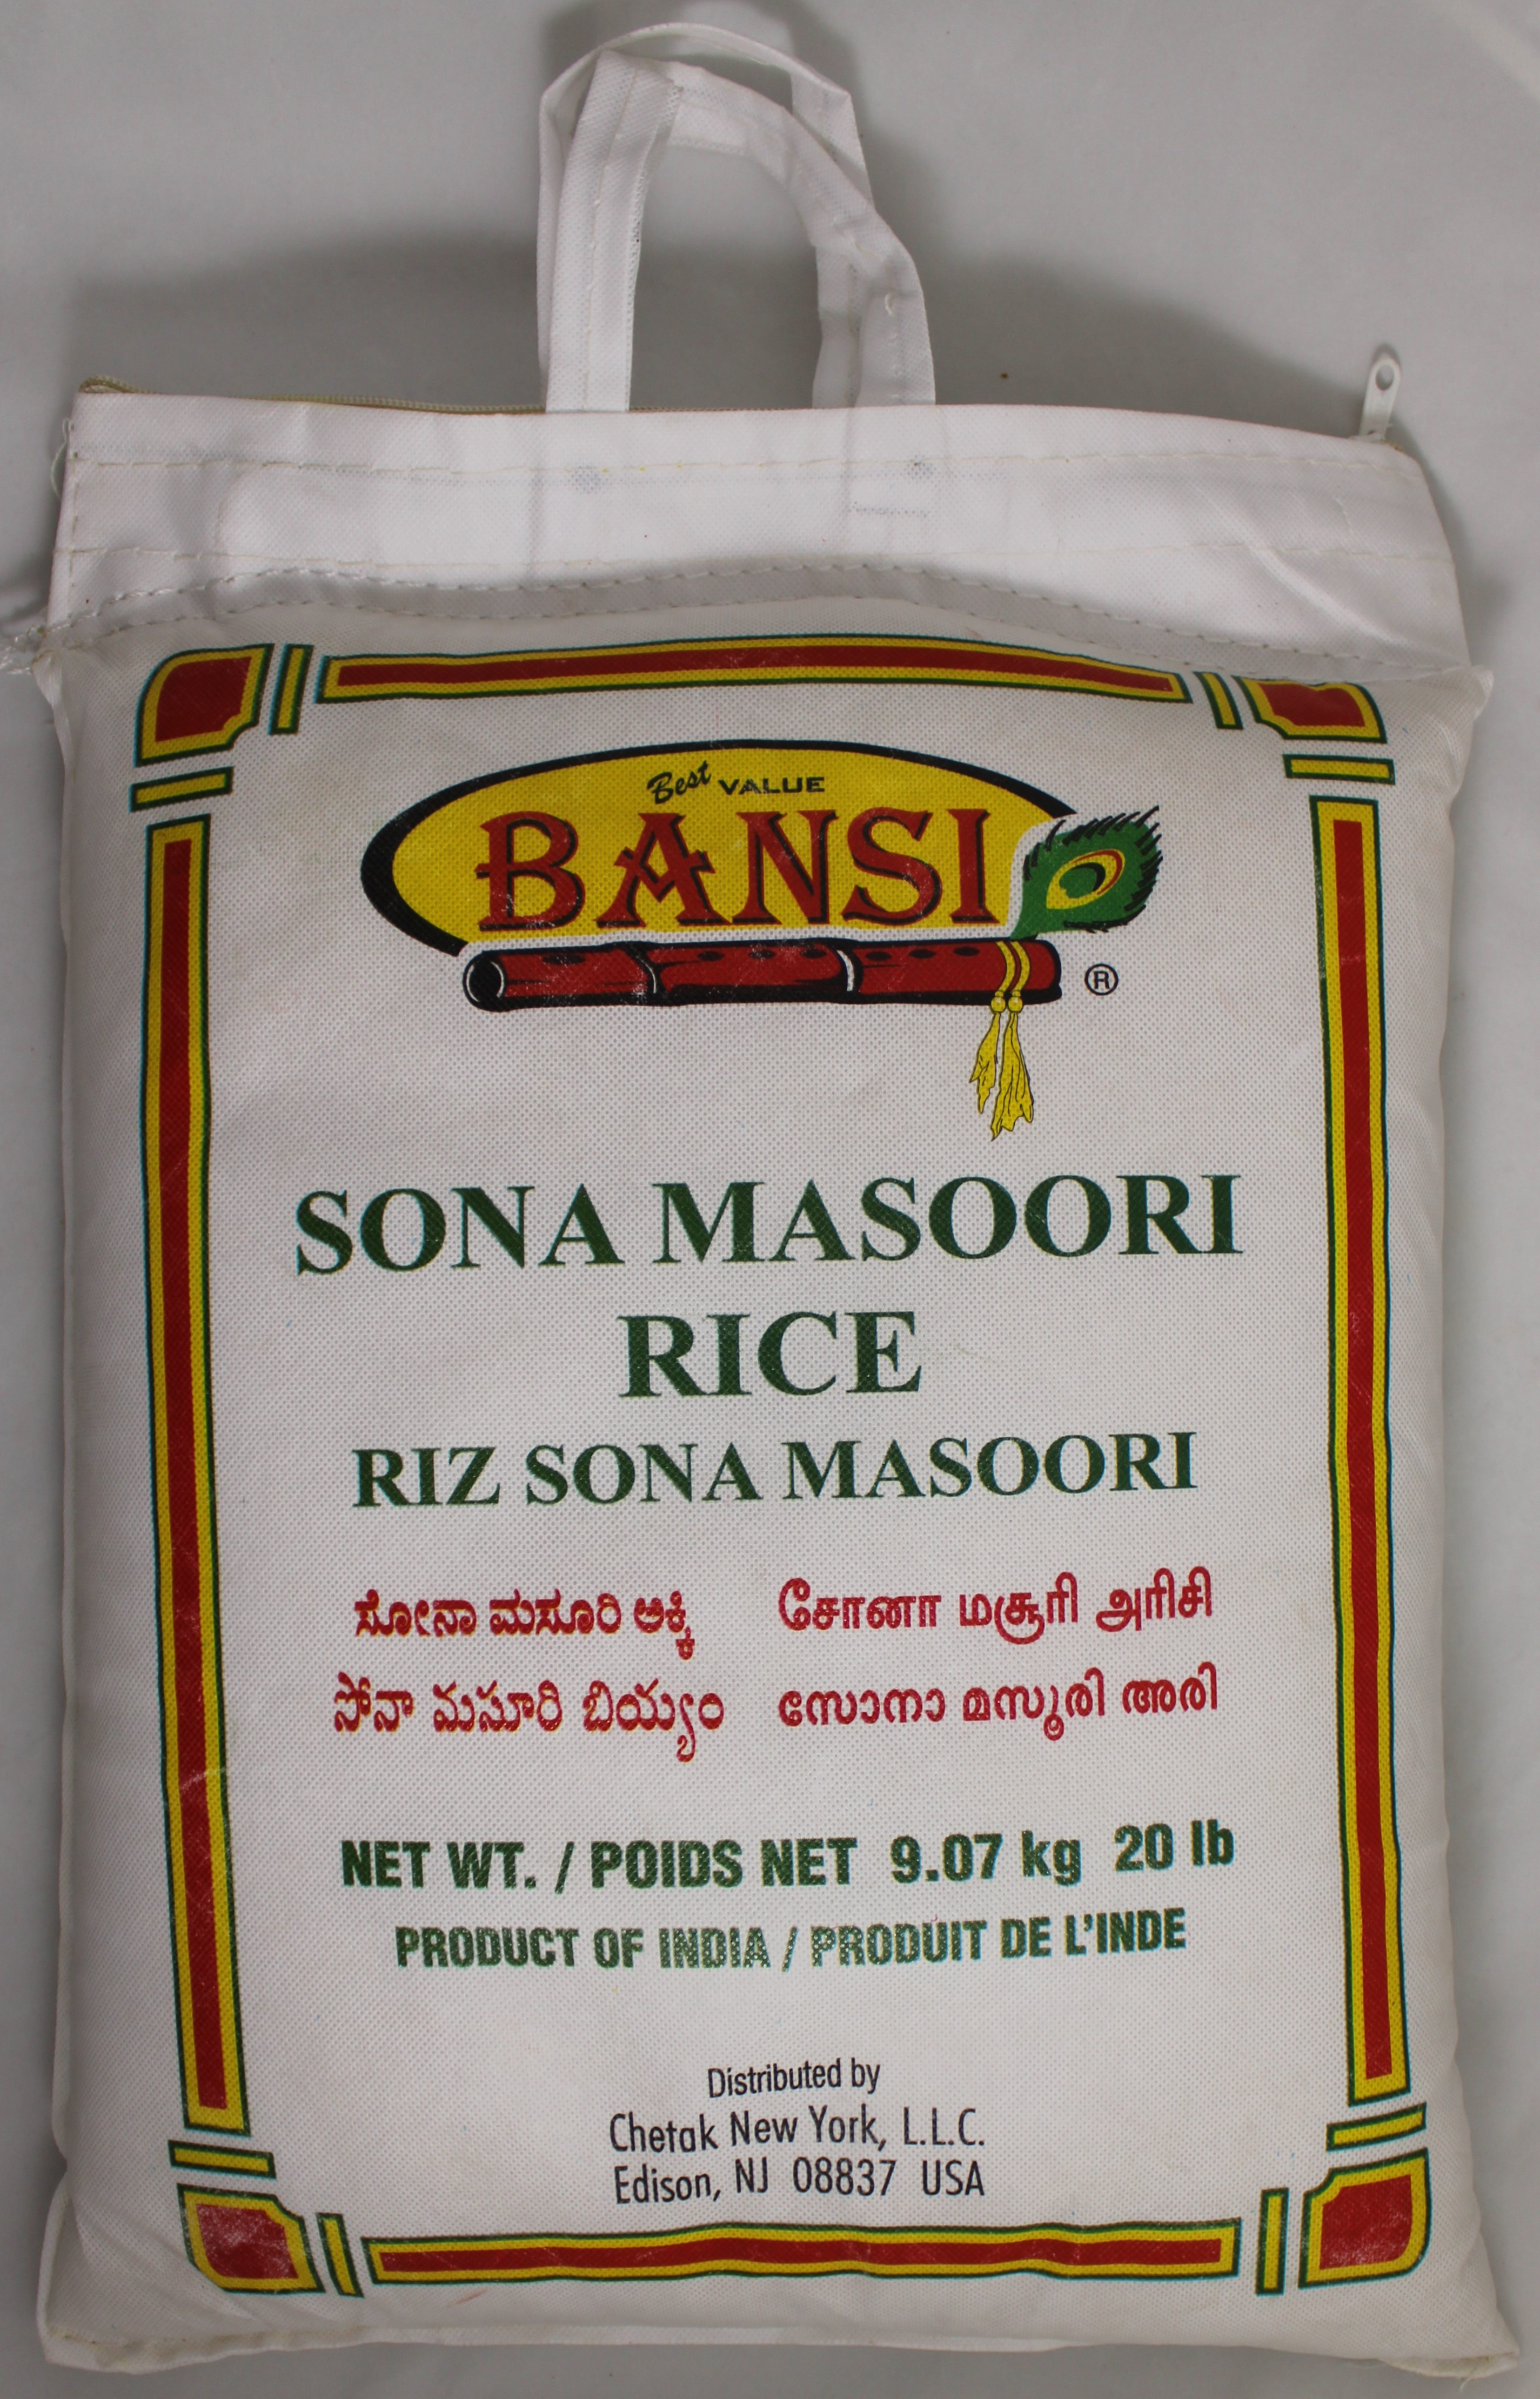 Best VALUE
BANSI
®
SONA MASOORI
RICE
RIZ SONA MASOORI
ಸೋನಾ ಮಸೂರಿ ಅಕ್ಕಿ சோனா மசூரி அரிசி
సోనా మసూరి బియ్యం സോനാ മസൂരി അരി
NET WT. / POIDS NET 9.07 kg 20 lb
PRODUCT OF INDIA / PRODUIT DE L'INDE
Distributed by
Chetak New York, L.L.C.
Edison, NJ 08837 USA